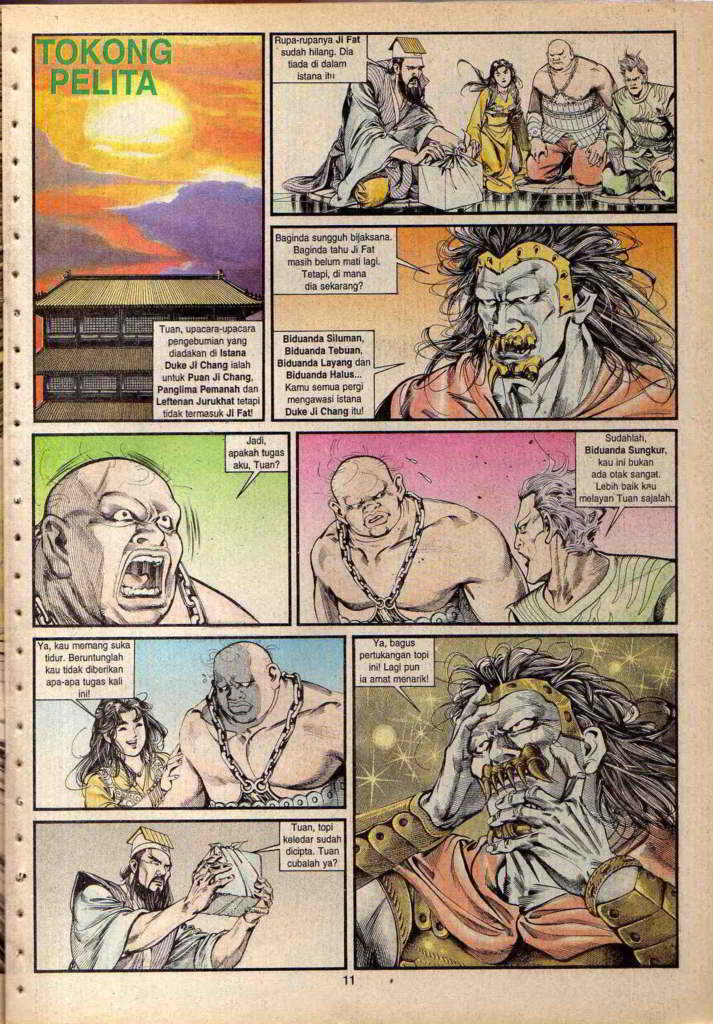 TOKONG
PELITA
Tuan, upacara-upacara
pengebumian yang
diadakan di Istana
Duke Ji Chang ialah
untuk Puan Ji Chang,
Panglima Pemanah dan
Leftenan Jurukhat tetapi
tidak termasuk Ji Fat!
Rupa-rupanya Ji Fat
sudah hilang. Dia
tiada di dalam
istana itu
Baginda sungguh bijaksana.
Baginda tahu Ji Fat
masih belum mati lagi.
Tetapi, di mana
dia sekarang?
Biduanda Siluman,
Biduanda Tebuan,
Biduanda Layang dan
Biduanda Halus...
Kamu semua pergi
mengawasi istana
Duke Ji Chang itu!
Jadi,
apakah tugas
aku, Tuan?
Sudahlah,
Biduanda Sungkur,
kau ini bukan
ada otak sangat.
Lebih baik kau
melayan Tuan sajalah.
Ya, kau memang suka
tidur. Beruntunglah
kau tidak diberikan
apa-apa tugas kali
ini!
Tuan, topi
keledar sudah
dicipta. Tuan
cubalah ya?
Ya, bagus
pertukangan topi
ini! Lagi pun
ia amat menarik!
11